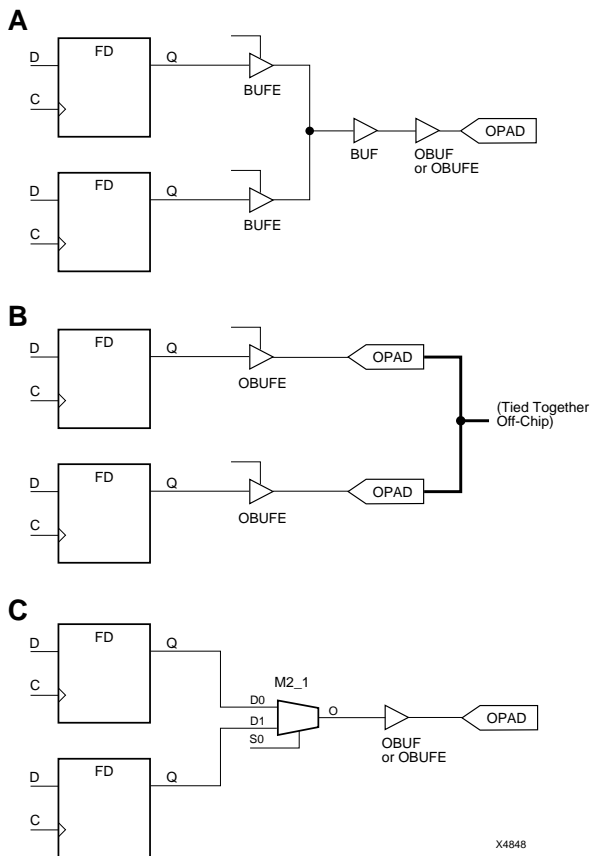 A
D
FD
Q
C
BUFE
D
FD
Q
C
BUFE
BUF
OBUF
or OBUFE
OPAD
B
D
FD
Q
C
OBUFE
OPAD
D
FD
Q
C
OBUFE
OPAD
(Tied Together
Off-Chip)
C
D
FD
Q
C
D
FD
Q
C
M2_1
D0
D1
S0
O
OBUF
or OBUFE
OPAD
X4848